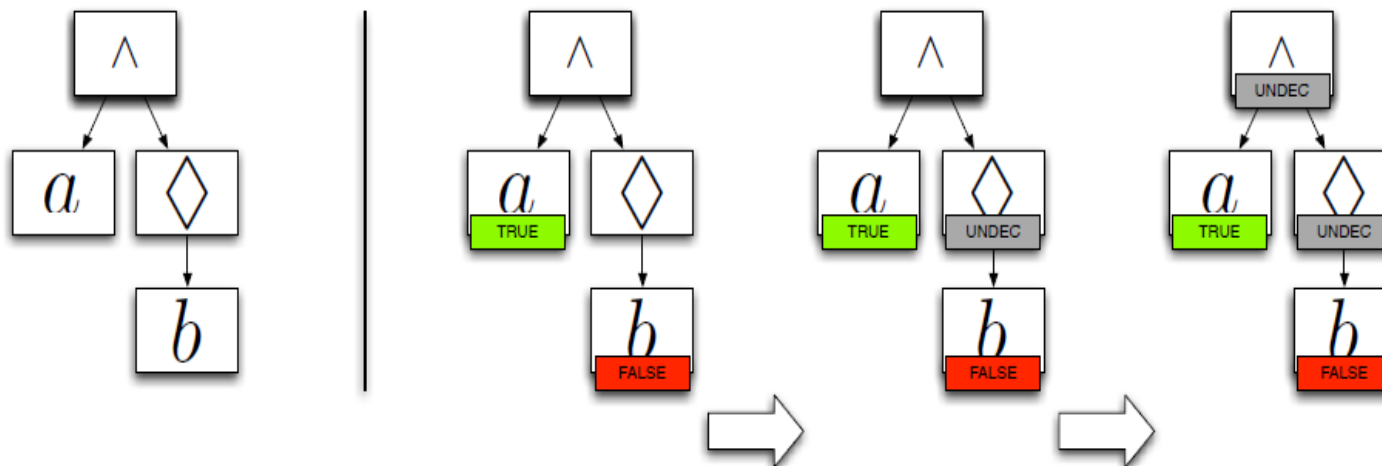 ∧ ∧ ∧ ∧
UNDEC
a ◊ a ◊ a ◊ a ◊
TRUE TRUE UNDEC TRUE UNDEC
b b b b
FALSE FALSE FALSE